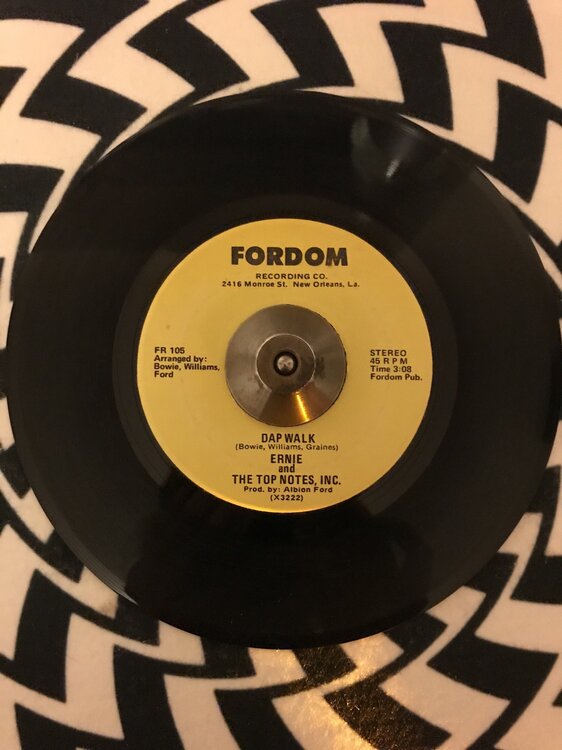 FORDOM
RECORDING CO.
2416 Monroe St. New Orleans, La.
FR 105
Arranged by:
Bowie, Williams,
Ford
STEREO
45 R P M
Time 3:08
Fordom Pub.
DAP WALK
(Bowie, Williams, Graines)
ERNIE
and
THE TOP NOTES, INC.
Prod. by: Albion Ford
(X3222)